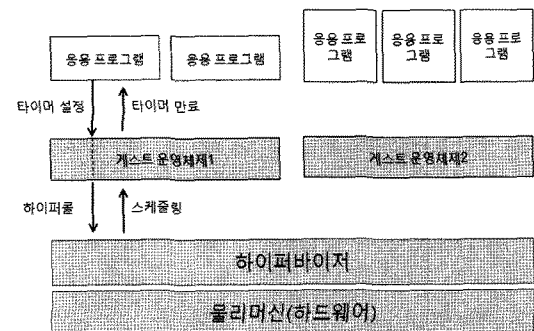 응용 프로그램
응용 프로그램
응용 프로
그램
응용 프로
그램
응용 프로
그램
타이머 설정
타이머 만료
게스트 운영체제1
게스트 운영체제2
하이퍼콜
스케줄링
하이퍼바이저
물리머신(하드웨어)